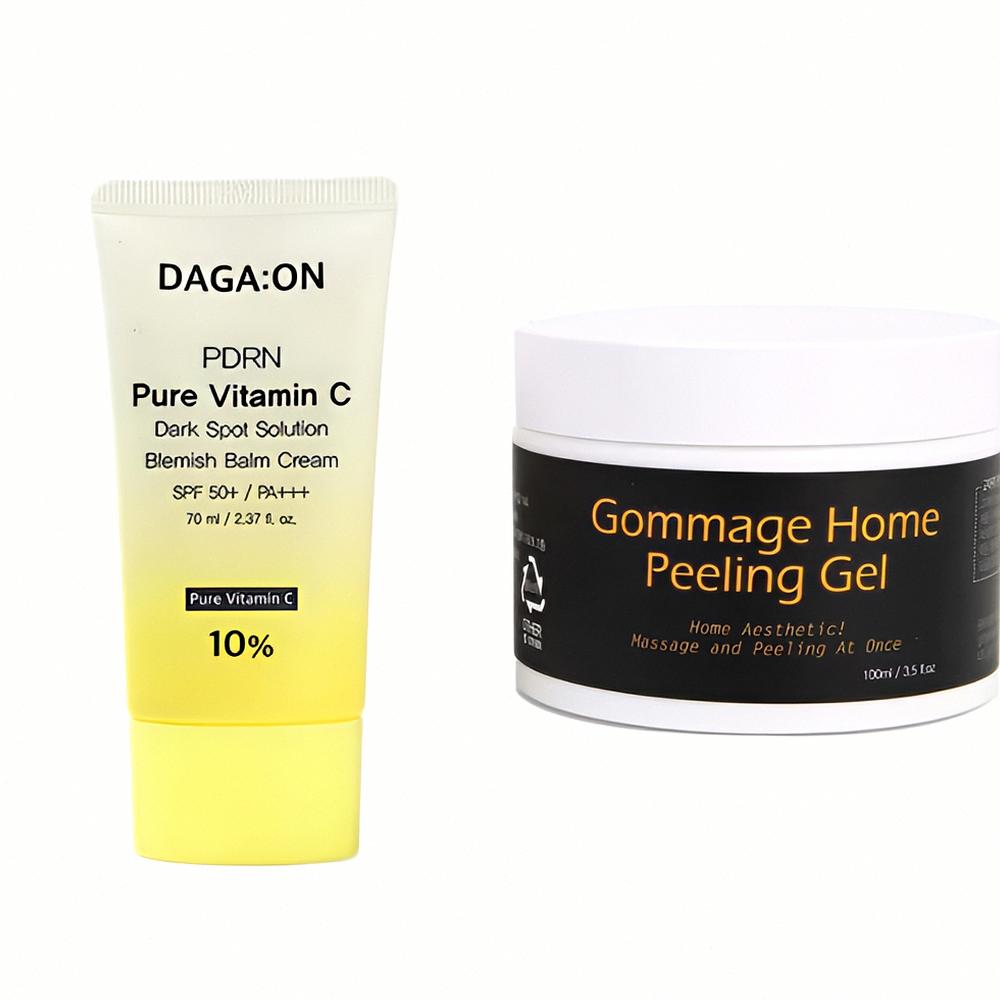 DAGA:ON
PDRN
Pure Vitamin C
Dark Spot Solution
Blemish Balm Cream
SPF 50+ / PA+++
70 ml / 2.37 fl. oz.
Pure Vitamin C
10%
Gommage Home
Peeling Gel
Home Aesthetic!
Massage and Peeling At Once
100ml / 3.5 fl.oz
OTHER